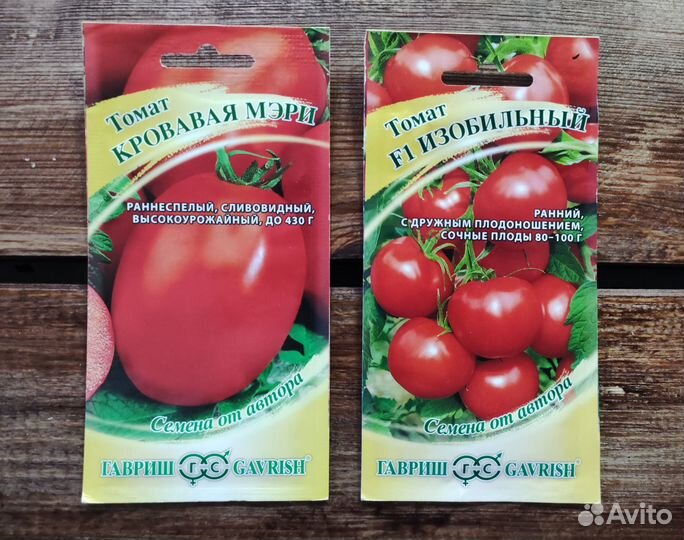 Томат
КРОВАВАЯ МЭРИ
РАННЕСПЕЛЫЙ, СЛИВОВИДНЫЙ,
ВЫСОКОУРОЖАЙНЫЙ, ДО 430 Г
Семена от автора
ГАВРИШ Г С GAVRISH®
Томат
F1 ИЗОБИЛЬНЫЙ
РАННИЙ,
С ДРУЖНЫМ ПЛОДОНОШЕНИЕМ,
СОЧНЫЕ ПЛОДЫ 80–100 Г
Семена от автора
ГАВРИШ Г С GAVRISH®
Avito